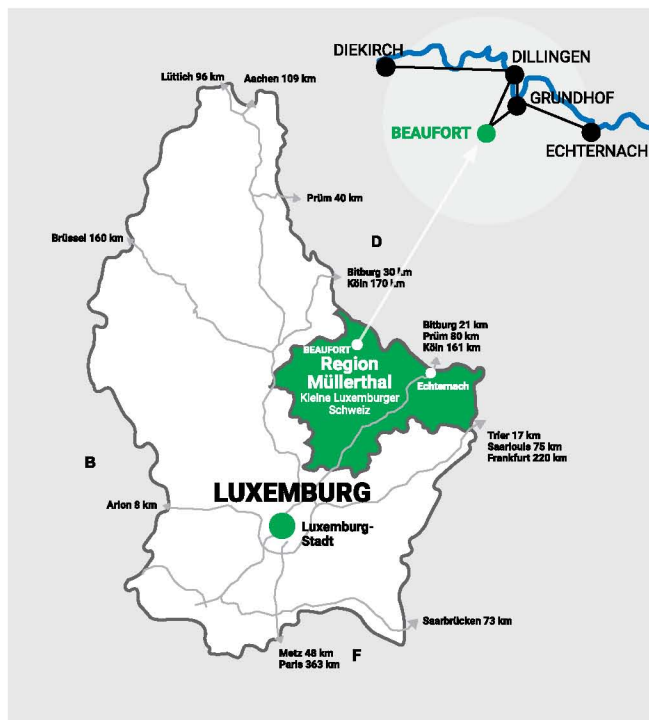 DIEKIRCH
DILLINGEN
GRUNDHOF
BEAUFORT
ECHTERNACH
Lüttich 96 km
Aachen 109 km
Prüm 40 km
Brüssel 160 km
D
Bitburg 30 km
Köln 170 km
Bitburg 21 km
Prüm 80 km
Köln 161 km
BEAUFORT
Region
Müllerthal
Kleine Luxemburger
Schweiz
Echternach
Trier 17 km
Saarlouis 75 km
Frankfurt 220 km
B
LUXEMBURG
Arlon 8 km
Luxemburg-
Stadt
Saarbrücken 73 km
Metz 48 km
Paris 363 km
F